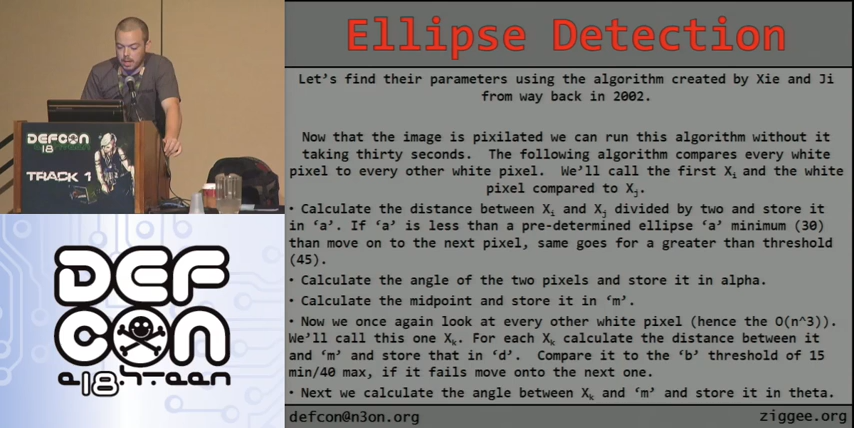 DEFCON
18
TRACK 1
DEF
CON
e18hteen
Ellipse Detection
Let's find their parameters using the algorithm created by Xie and Ji
from way back in 2002.
Now that the image is pixilated we can run this algorithm without it
taking thirty seconds. The following algorithm compares every white
pixel to every other white pixel. We'll call the first Xi and the white
pixel compared to Xj.
• Calculate the distance between Xi and Xj divided by two and store it
in 'a'. If 'a' is less than a pre-determined ellipse 'a' minimum (30)
than move on to the next pixel, same goes for a greater than threshold
(45).
• Calculate the angle of the two pixels and store it in alpha.
• Calculate the midpoint and store it in 'm'.
• Now we once again look at every other white pixel (hence the O(n^3)).
We'll call this one Xk. For each Xk calculate the distance between it
and 'm' and store that in 'd'. Compare it to the 'b' threshold of 15
min/40 max, if it fails move onto the next one.
• Next we calculate the angle between Xk and 'm' and store it in theta.
defcon@n3on.org
ziggee.org